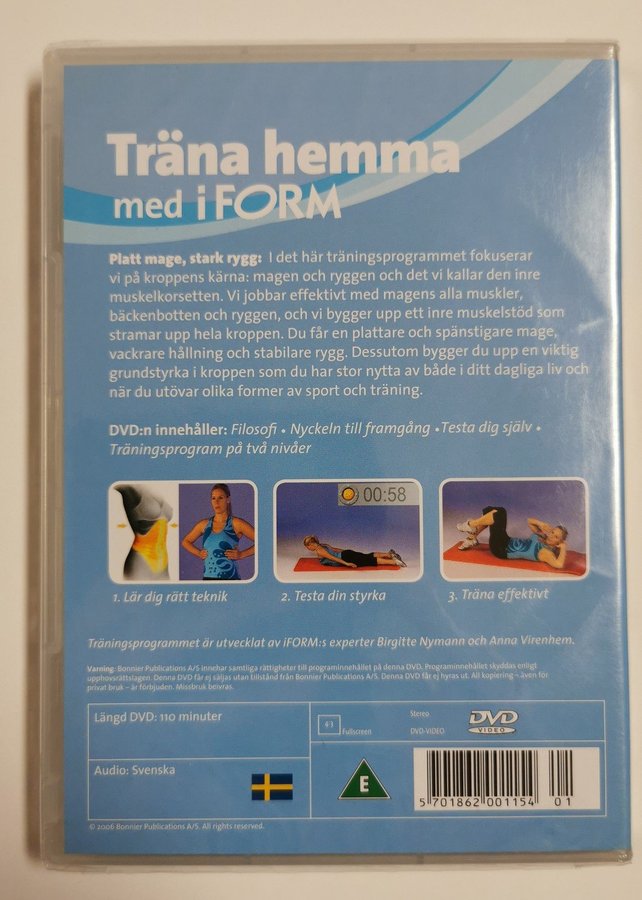 Träna hemma
med i FORM
Platt mage, stark rygg: I det här träningsprogrammet fokuserar
vi på kroppens kärna: magen och ryggen och det vi kallar den inre
muskelkorsetten. Vi jobbar effektivt med magens alla muskler,
bäckenbotten och ryggen, och vi bygger upp ett inre muskelstöd som
stramar upp hela kroppen. Du får en plattare och spänstigare mage,
vackrare hållning och stabilare rygg. Dessutom bygger du upp en viktig
grundstyrka i kroppen som du har stor nytta av både i ditt dagliga liv och
när du utövar olika former av sport och träning.
DVD:n innehåller: Filosofi • Nyckeln till framgång •Testa dig själv •
Träningsprogram på två nivåer
00:58
1. Lär dig rätt teknik
2. Testa din styrka
3. Träna effektivt
Träningsprogrammet är utvecklat av iFORM:s experter Birgitte Nymann och Anna Virenhem.
Varning: Bonnier Publications A/S innehar samtliga rättigheter till programinnehållet på denna DVD. Programinnehållet skyddas enligt
upphovsrättslagen. Denna DVD får ej säljas utan tillstånd från Bonnier Publications A/S. Denna DVD får ej hyras ut. All kopiering – även för
privat bruk – är förbjuden. Missbruk beivras.
Längd DVD: 110 minuter
4:3
Fullscreen
Stereo
DVD-VIDEO
DVD
VIDEO
Audio: Svenska
E
5 701862 001154 01
© 2006 Bonnier Publications A/S. All rights reserved.